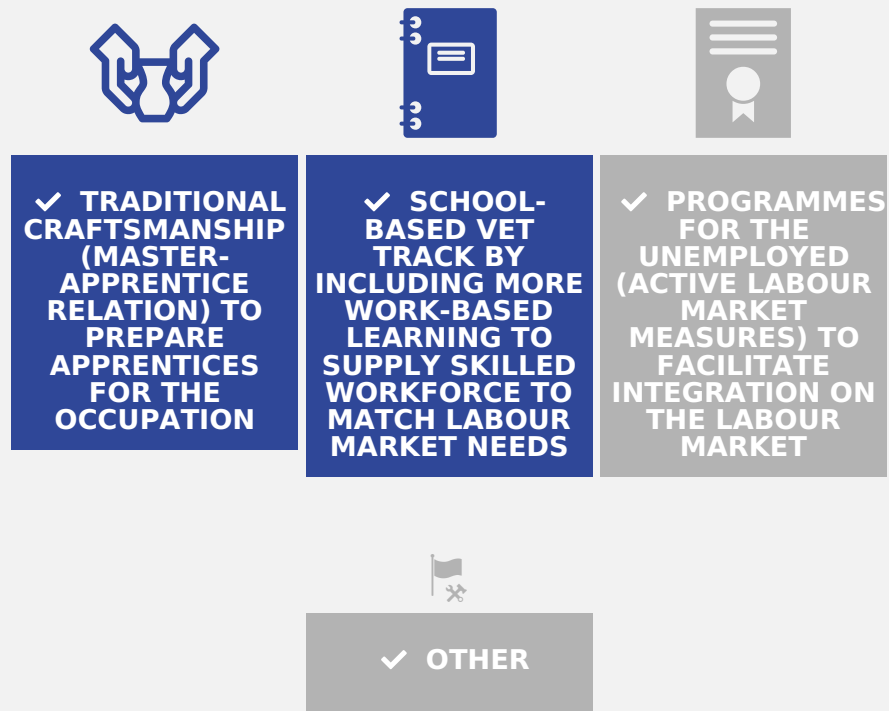 TRADITIONAL
CRAFTSMANSHIP
(MASTER-
APPRENTICE
RELATION) TO
PREPARE
APPRENTICES
FOR THE
OCCUPATION
SCHOOL-
BASED VET
TRACK BY
INCLUDING MORE
WORK-BASED
LEARNING TO
SUPPLY SKILLED
WORKFORCE TO
MATCH LABOUR
MARKET NEEDS
PROGRAMMES
FOR THE
UNEMPLOYED
(ACTIVE LABOUR
MARKET
MEASURES) TO
FACILITATE
INTEGRATION ON
THE LABOUR
MARKET
OTHER